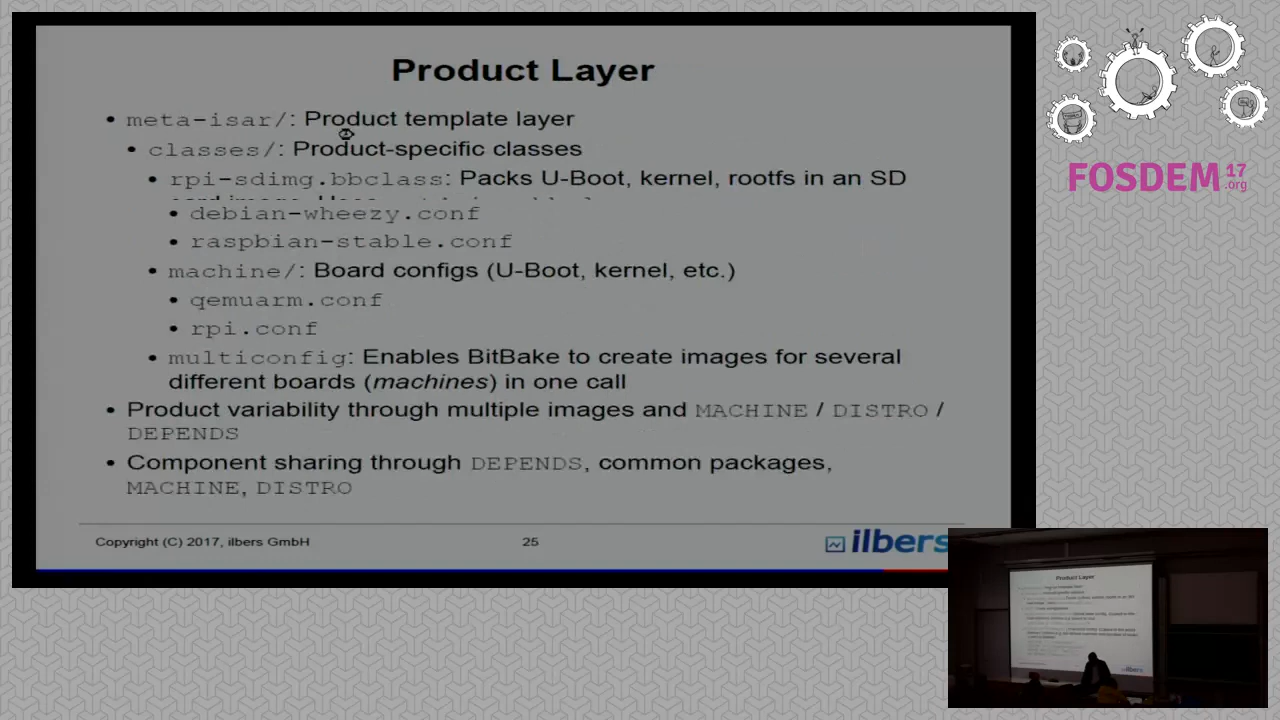 Product Layer
• meta-isar/: Product template layer
• classes/: Product-specific classes
• rpi-sdimg.bbclass: Packs U-Boot, kernel, rootfs in an SD
• debian-wheezy.conf
• raspbian-stable.conf
• machine/: Board configs (U-Boot, kernel, etc.)
• qemuarm.conf
• rpi.conf
• multiconfig: Enables BitBake to create images for several
different boards (machines) in one call
• Product variability through multiple images and MACHINE / DISTRO /
DEPENDS
• Component sharing through DEPENDS, common packages,
MACHINE, DISTRO
Copyright (C) 2017, ilbers GmbH
25
ilbers
FOSDEM 17
.org
Product Layer
ilbers